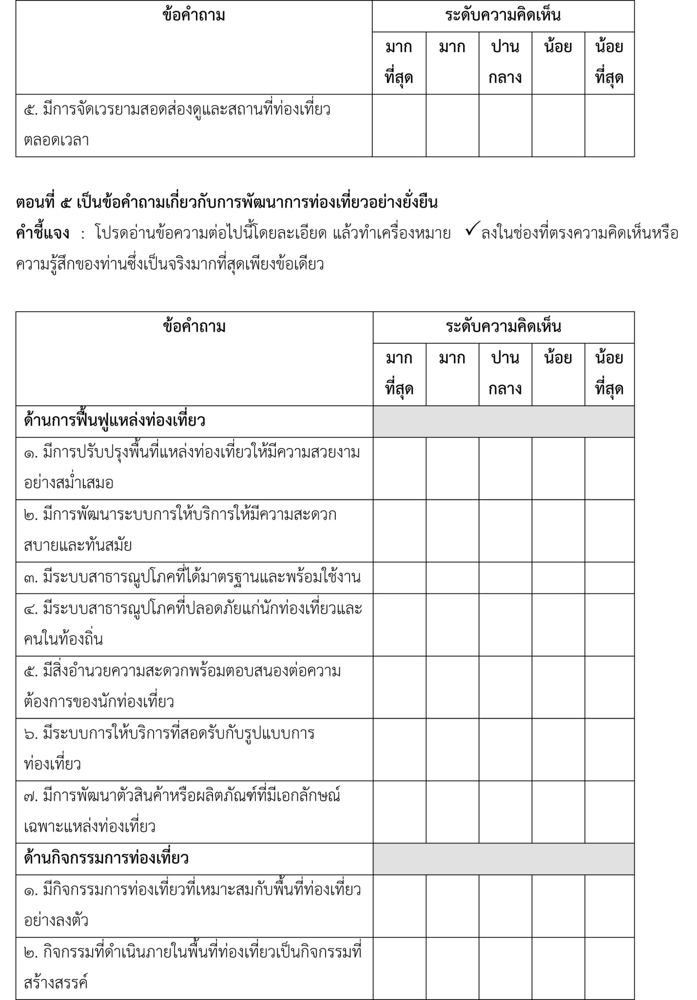 ข้อคำถาม ระดับความคิดเห็น
มาก มาก ปาน น้อย น้อย
ที่สุด กลาง ที่สุด
๕. มีการจัดเวรยามสอดส่องดูและสถานที่ท่องเที่ยว
ตลอดเวลา
ตอนที่ ๕ เป็นข้อคำถามเกี่ยวกับการพัฒนาการท่องเที่ยวอย่างยั่งยืน
คำชี้แจง : โปรดอ่านข้อความต่อไปนี้โดยละเอียด แล้วทำเครื่องหมาย ✓ ลงในช่องที่ตรงความคิดเห็นหรือ
ความรู้สึกของท่านซึ่งเป็นจริงมากที่สุดเพียงข้อเดียว
ข้อคำถาม ระดับความคิดเห็น
มาก มาก ปาน น้อย น้อย
ที่สุด กลาง ที่สุด
ด้านการฟื้นฟูแหล่งท่องเที่ยว
๑. มีการปรับปรุงพื้นที่แหล่งท่องเที่ยวให้มีความสวยงาม
อย่างสม่ำเสมอ
๒. มีการพัฒนาระบบการให้บริการให้มีความสะดวก
สบายและทันสมัย
๓. มีระบบสาธารณูปโภคที่ได้มาตรฐานและพร้อมใช้งาน
๔. มีระบบสาธารณูปโภคที่ปลอดภัยแก่นักท่องเที่ยวและ
คนในท้องถิ่น
๕. มีสิ่งอำนวยความสะดวกพร้อมตอบสนองต่อความ
ต้องการของนักท่องเที่ยว
๖. มีระบบการให้บริการที่สอดรับกับรูปแบบการ
ท่องเที่ยว
๗. มีการพัฒนาตัวสินค้าหรือผลิตภัณฑ์ที่มีเอกลักษณ์
เฉพาะแหล่งท่องเที่ยว
ด้านกิจกรรมการท่องเที่ยว
๑. มีกิจกรรมการท่องเที่ยวที่เหมาะสมกับพื้นที่ท่องเที่ยว
อย่างลงตัว
๒. กิจกรรมที่ดำเนินภายในพื้นที่ท่องเที่ยวเป็นกิจกรรมที่
สร้างสรรค์